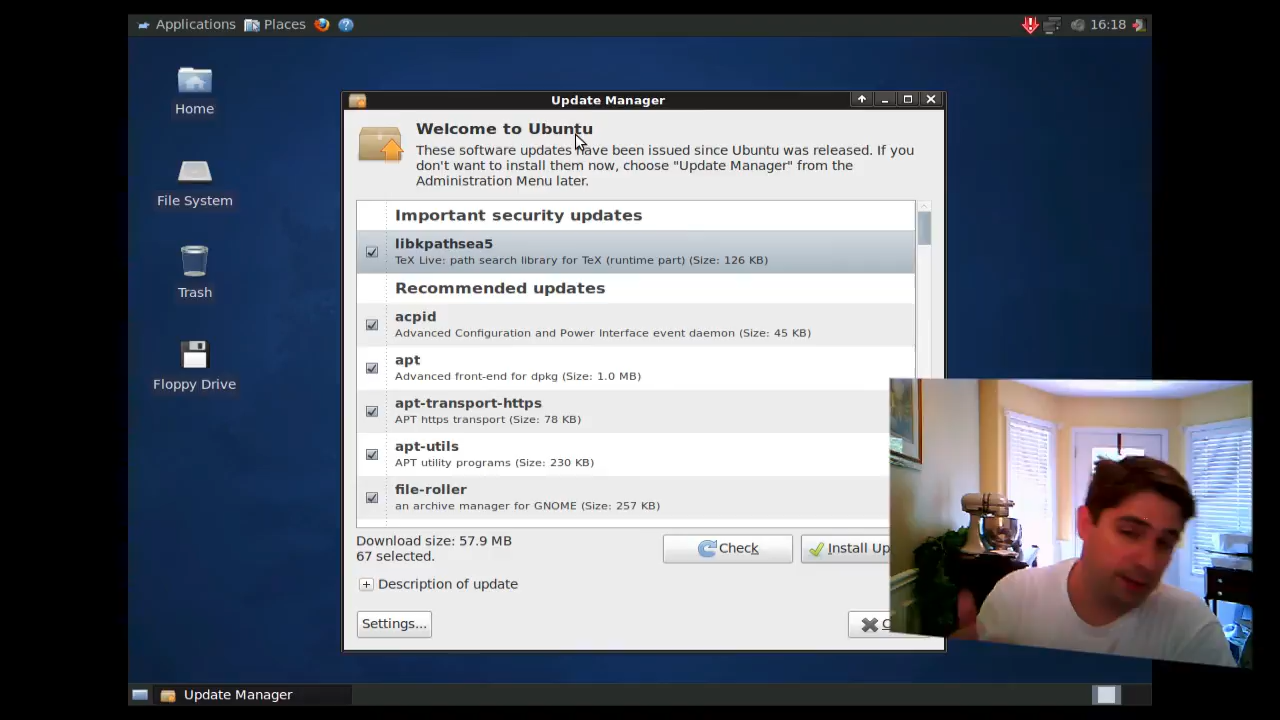 Applications Places 16:18
Update Manager
Home
File System
Trash
Floppy Drive
Welcome to Ubuntu
These software updates have been issued since Ubuntu was released. If you
don't want to install them now, choose "Update Manager" from the
Administration Menu later.
Important security updates
libkpathsea5
TeX Live: path search library for TeX (runtime part) (Size: 126 KB)
Recommended updates
acpid
Advanced Configuration and Power Interface event daemon (Size: 45 KB)
apt
Advanced front-end for dpkg (Size: 1.0 MB)
apt-transport-https
APT https transport (Size: 78 KB)
apt-utils
APT utility programs (Size: 230 KB)
file-roller
an archive manager for GNOME (Size: 257 KB)
Download size: 57.9 MB
67 selected.
Check
Install Up
Description of update
Settings...
C
Update Manager